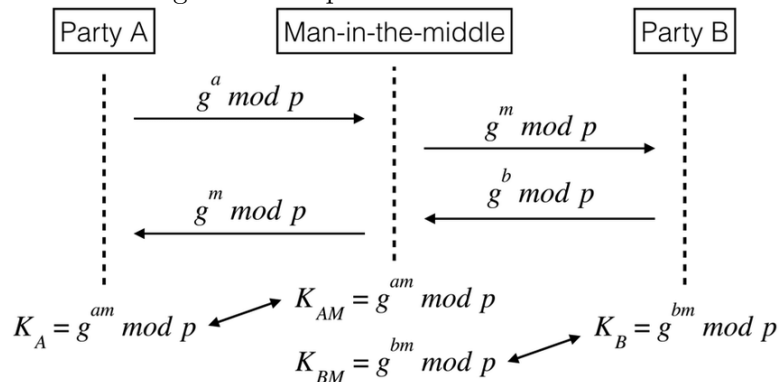 Party A Man-in-the-middle Party B
g^a mod p
g^m mod p
g^b mod p
g^m mod p
K_AM = g^am mod p
K_A = g^am mod p K_B = g^bm mod p
K_BM = g^bm mod p